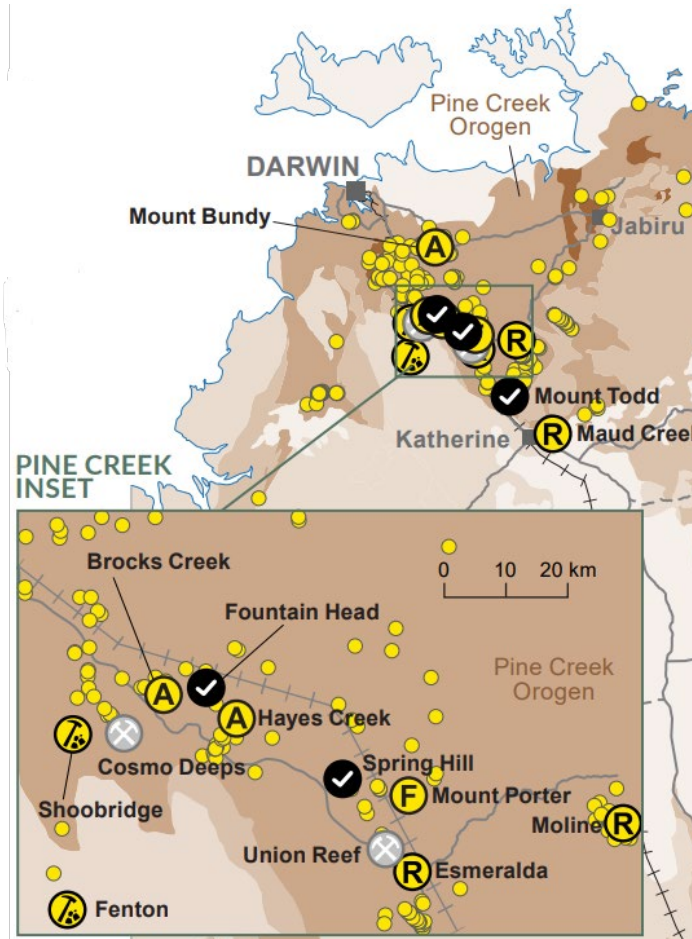 Pine Creek
Orogen
DARWIN
Mount Bundy
A
Jabiru
R
Mount Todd
Katherine
R
Maud Creek
PINE CREEK
INSET
Brocks Creek
0 10 20 km
Fountain Head
Pine Creek
Orogen
A
A
Hayes Creek
Cosmo Deeps
Spring Hill
Shoobridge
F
Mount Porter
Moline
R
Union Reef
R
Esmeralda
Fenton